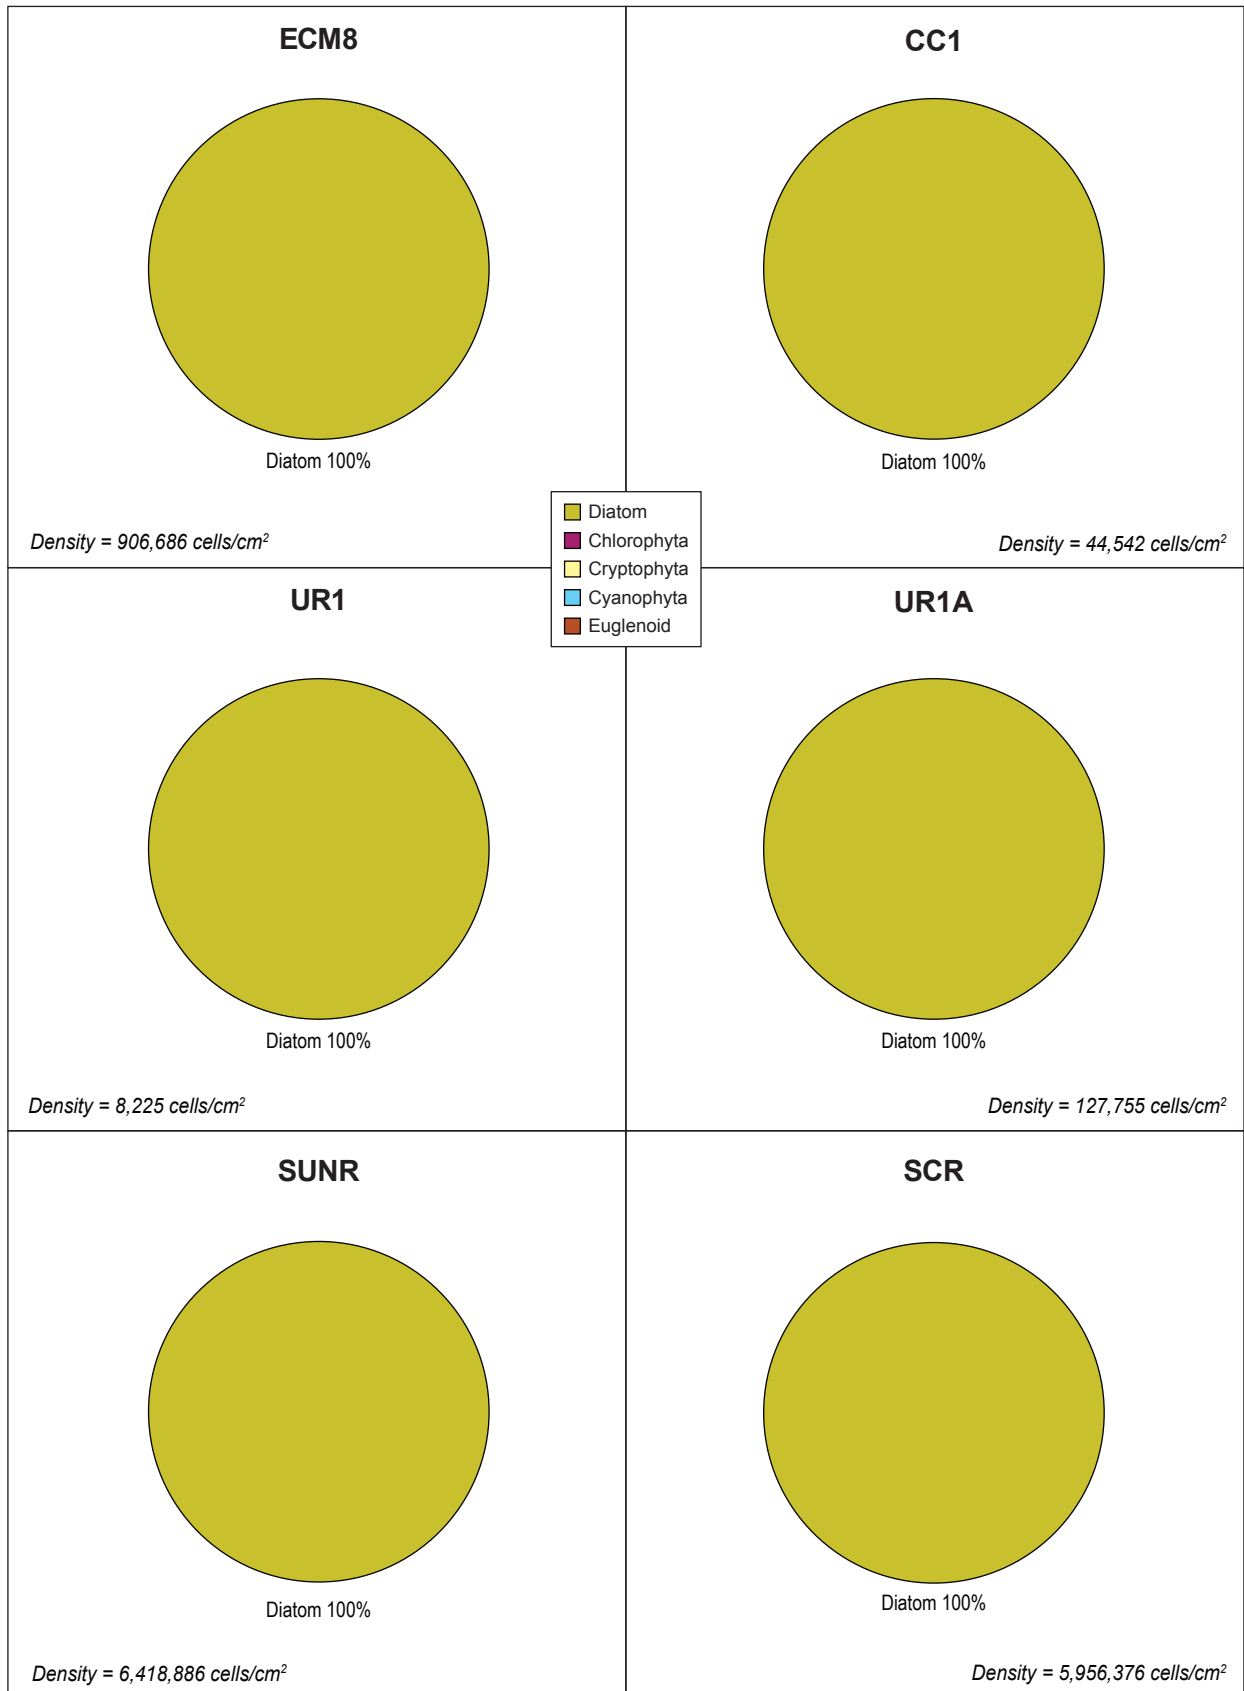 ECM8
Diatom 100%
Density = 906,686 cells/cm²
CC1
Diatom 100%
Density = 44,542 cells/cm²
Diatom
Chlorophyta
Cryptophyta
Cyanophyta
Euglenoid
UR1
Diatom 100%
Density = 8,225 cells/cm²
UR1A
Diatom 100%
Density = 127,755 cells/cm²
SUNR
Diatom 100%
Density = 6,418,886 cells/cm²
SCR
Diatom 100%
Density = 5,956,376 cells/cm²